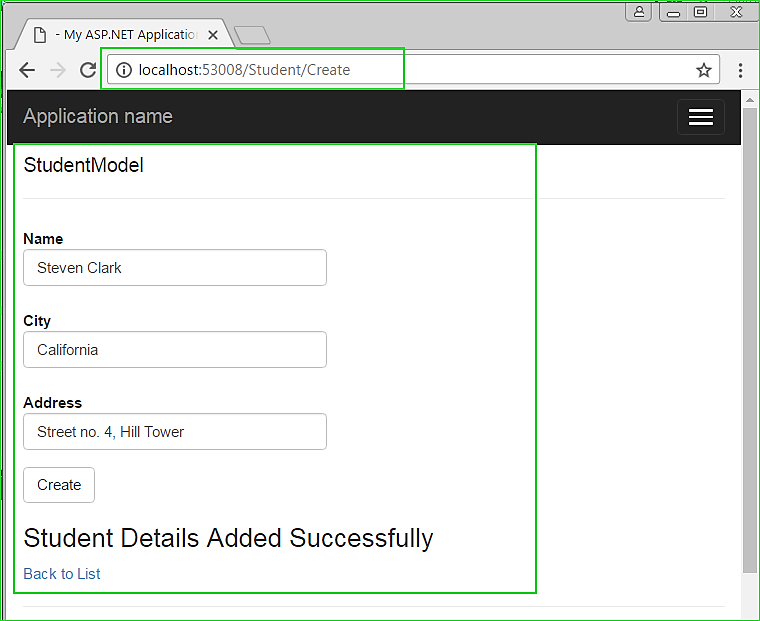 - My ASP.NET Application
localhost:53008/Student/Create
Application name
StudentModel
Name
Steven Clark
City
California
Address
Street no. 4, Hill Tower
Create
Student Details Added Successfully
Back to List